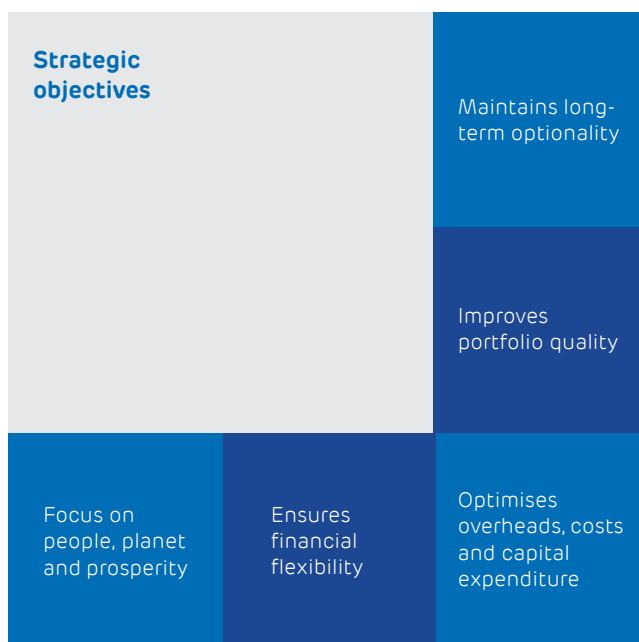 Strategic
objectives
Maintains long-
term optionality
Improves
portfolio quality
Focus on
people, planet
and prosperity
Ensures
financial
flexibility
Optimises
overheads, costs
and capital
expenditure